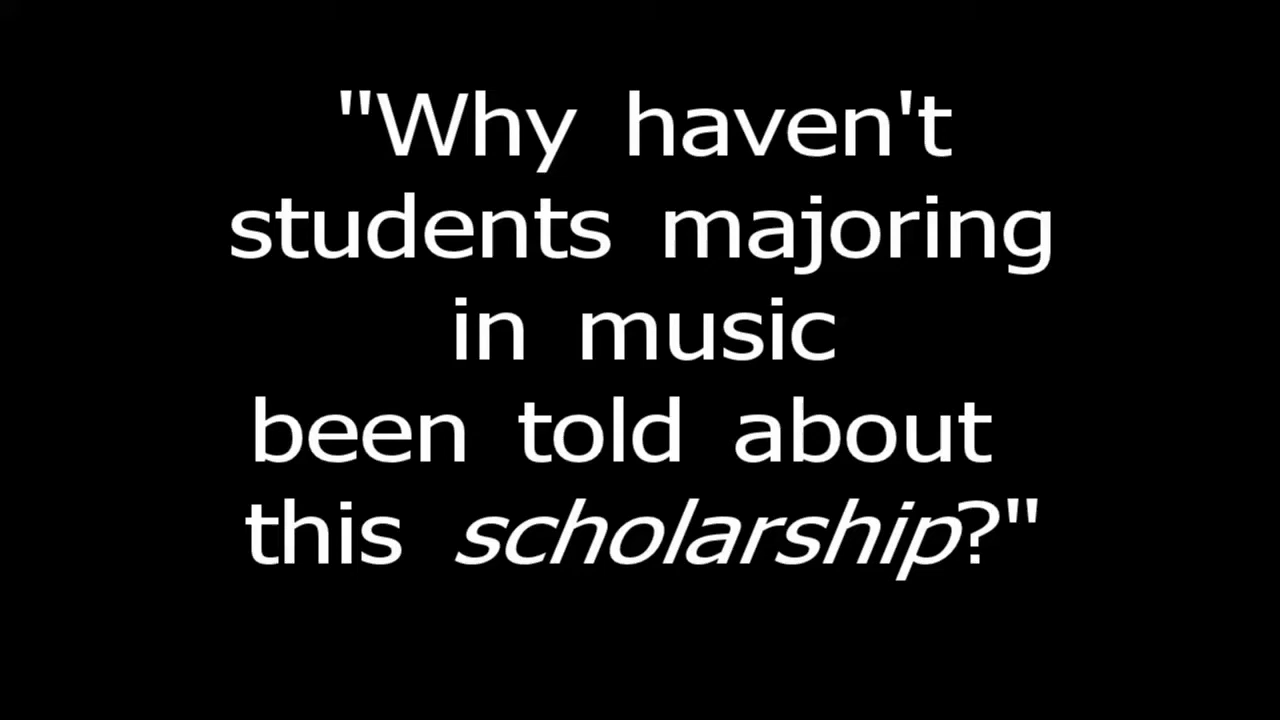 "Why haven't
students majoring
in music
been told about
this scholarship?"